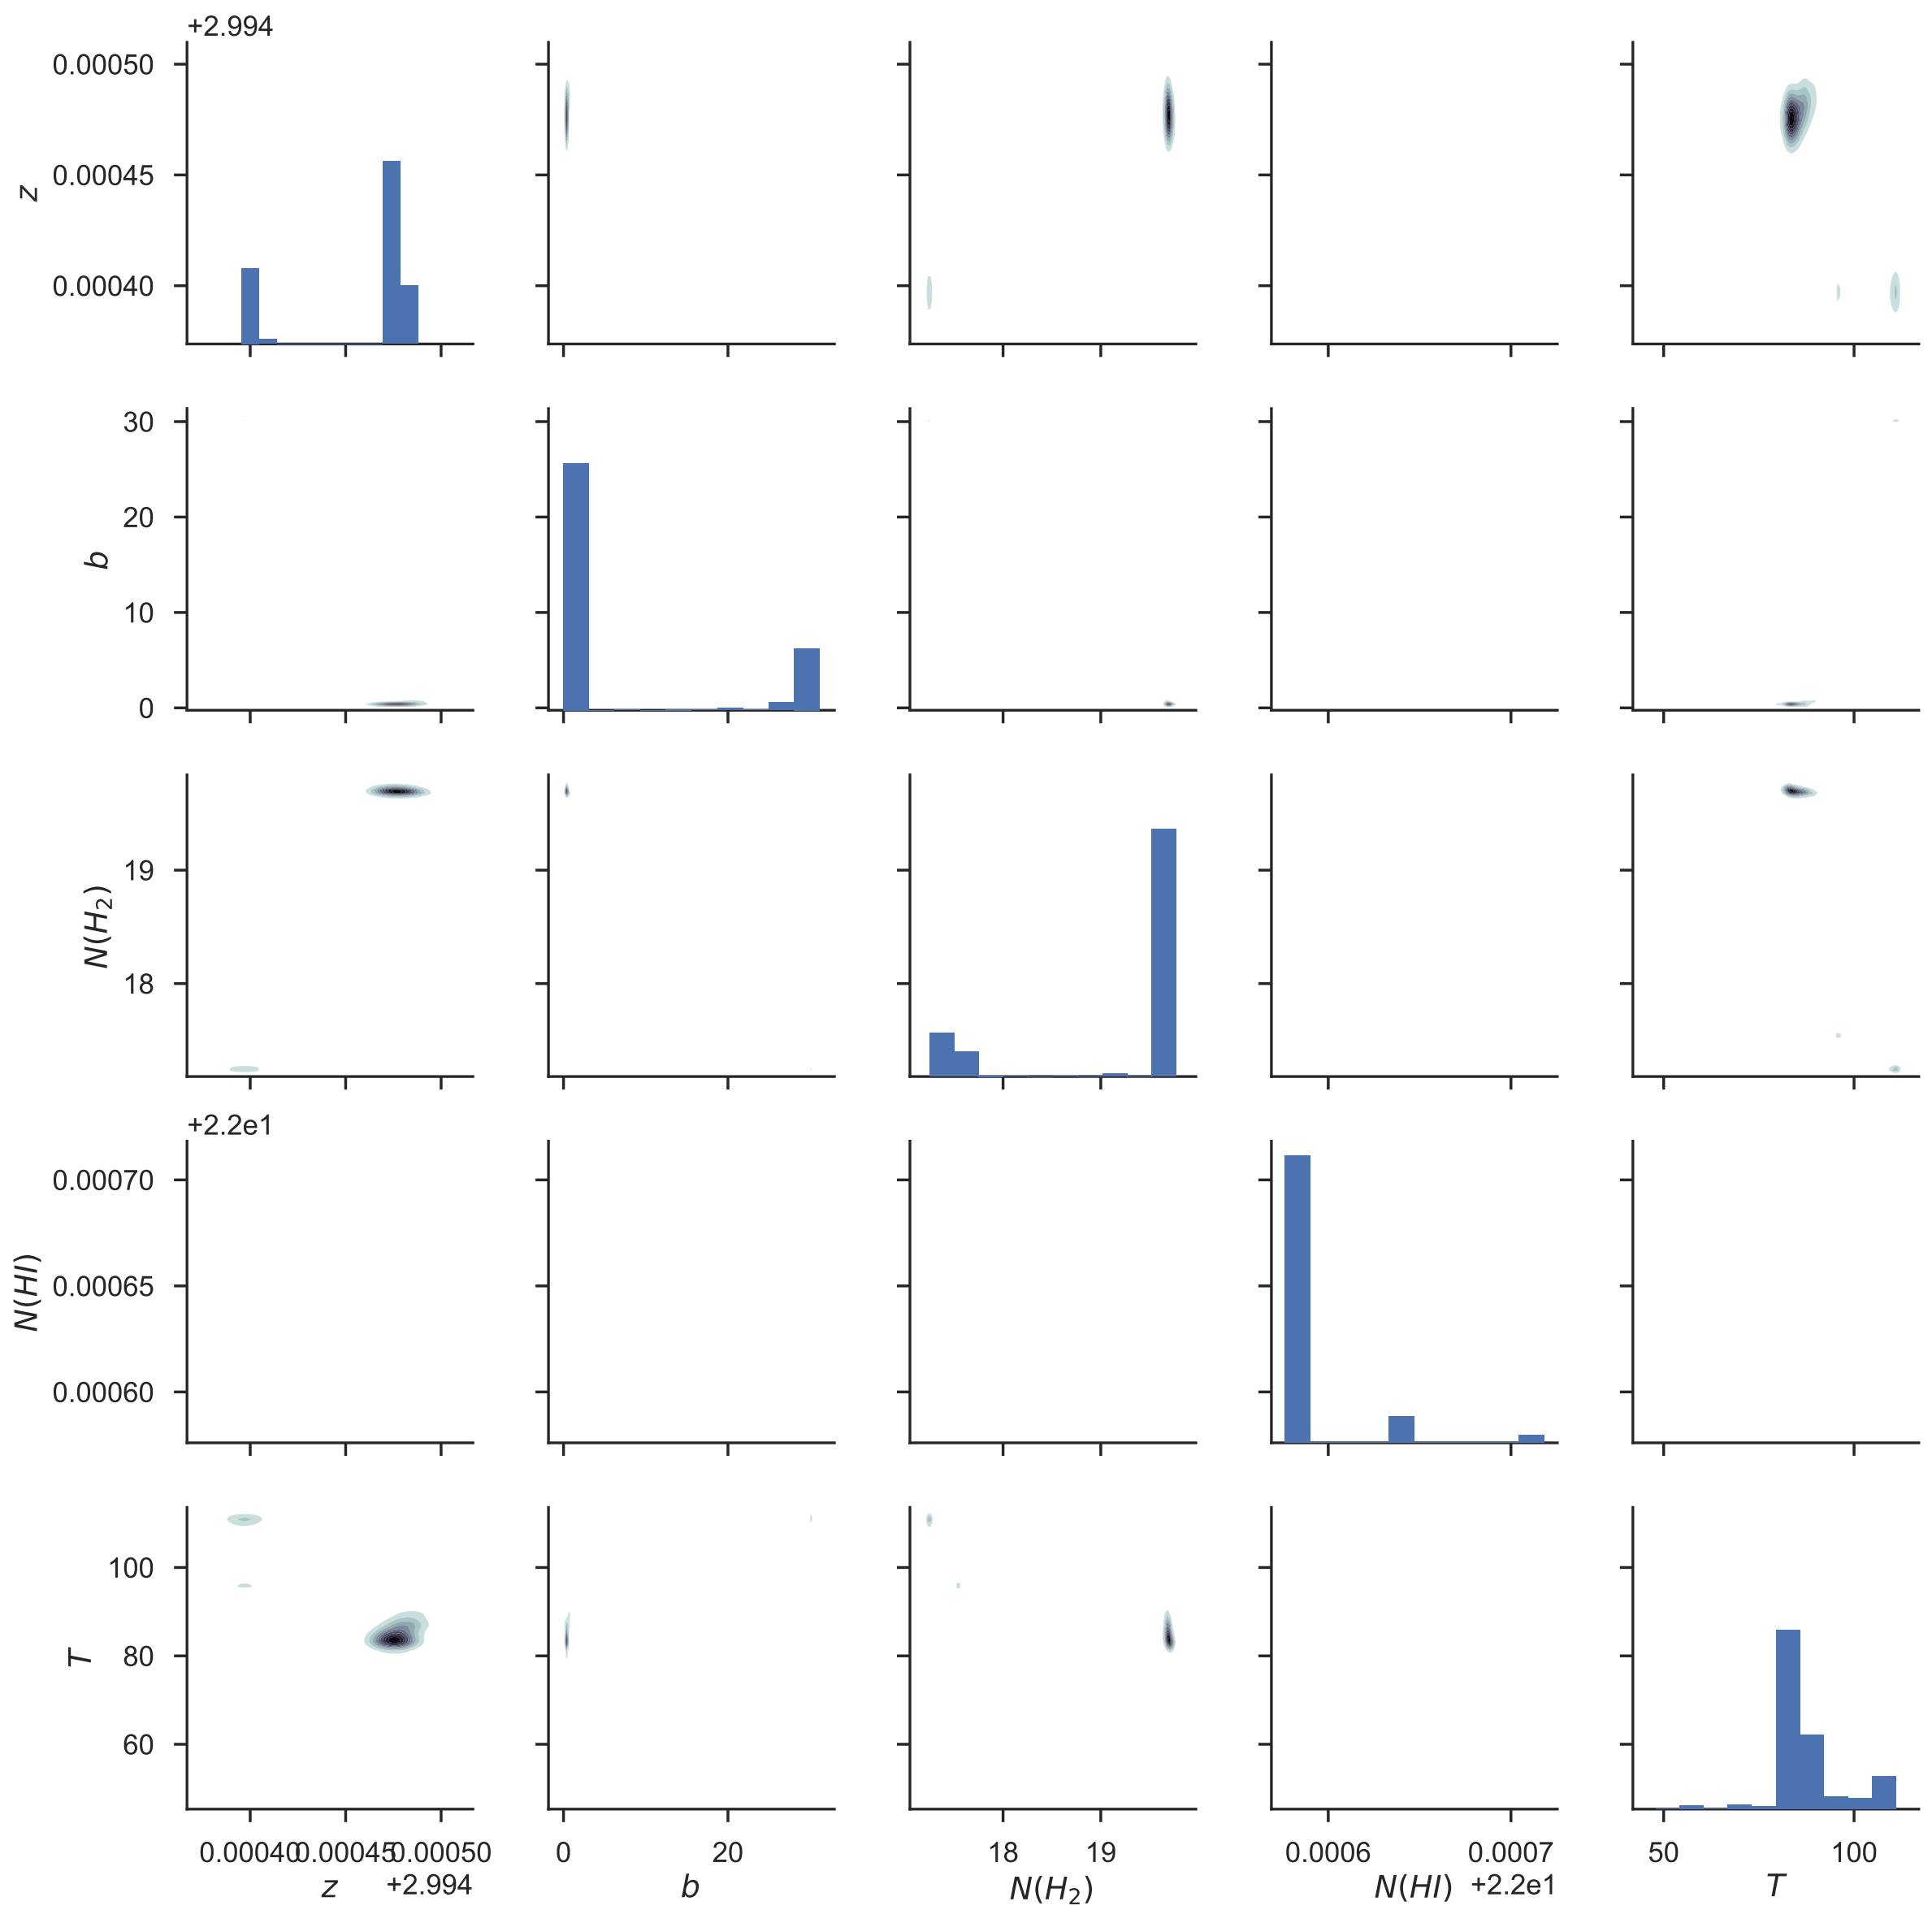 +2.994
0.00050
0.00045
0.00040
z
30
20
10
0
b
19
18
N(H₂)
+2.2e1
0.00070
0.00065
0.00060
N(HI)
100
80
60
T
0.00040 0.00045 0.00050 0 20 18 19 0.0006 0.0007 50 100
z +2.994 b N(H₂) N(HI) +2.2e1 T